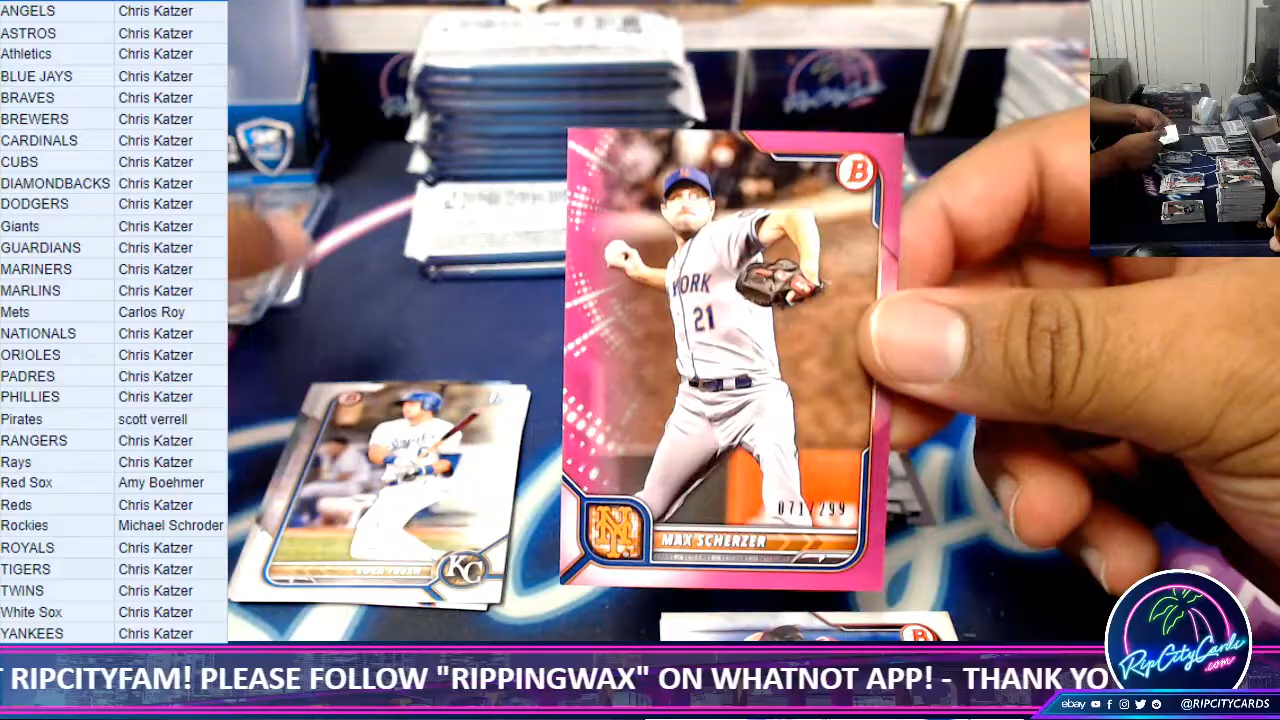 ANGELS Chris Katzer
ASTROS Chris Katzer
Athletics Chris Katzer
BLUE JAYS Chris Katzer
BRAVES Chris Katzer
BREWERS Chris Katzer
CARDINALS Chris Katzer
CUBS Chris Katzer
DIAMONDBACKS Chris Katzer
DODGERS Chris Katzer
Giants Chris Katzer
GUARDIANS Chris Katzer
MARINERS Chris Katzer
MARLINS Chris Katzer
Mets Carlos Roy
NATIONALS Chris Katzer
ORIOLES Chris Katzer
PADRES Chris Katzer
PHILLIES Chris Katzer
Pirates scott verrell
RANGERS Chris Katzer
Rays Chris Katzer
Red Sox Amy Boehmer
Reds Chris Katzer
Rockies Michael Schroder
ROYALS Chris Katzer
TIGERS Chris Katzer
TWINS Chris Katzer
White Sox Chris Katzer
YANKEES Chris Katzer
B
YORK
21
071/299
NY
MAX SCHERZER
KC
B
T RIPCITYFAM! PLEASE FOLLOW "RIPPINGWAX" ON WHATNOT APP! - THANK YO
RipCityCards
.com
ebay @RIPCITYCARDS